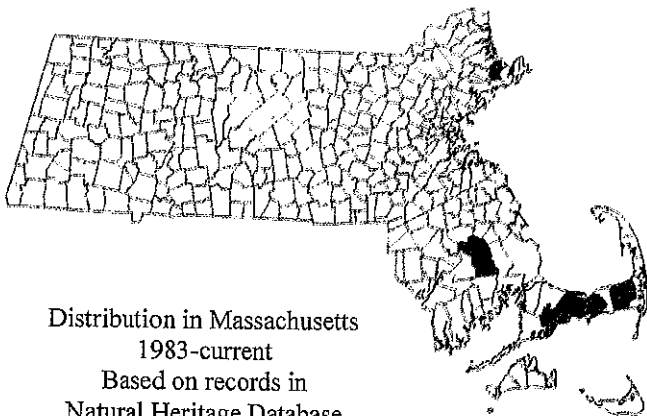 Distribution in Massachusetts
1983-current
Based on records in
Natural Heritage Database